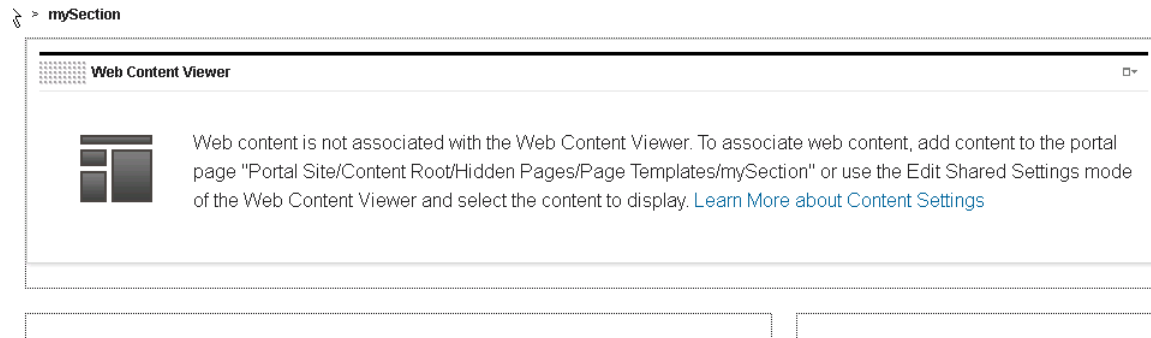 > mySection
Web Content Viewer
Web content is not associated with the Web Content Viewer. To associate web content, add content to the portal
page "Portal Site/Content Root/Hidden Pages/Page Templates/mySection" or use the Edit Shared Settings mode
of the Web Content Viewer and select the content to display. Learn More about Content Settings